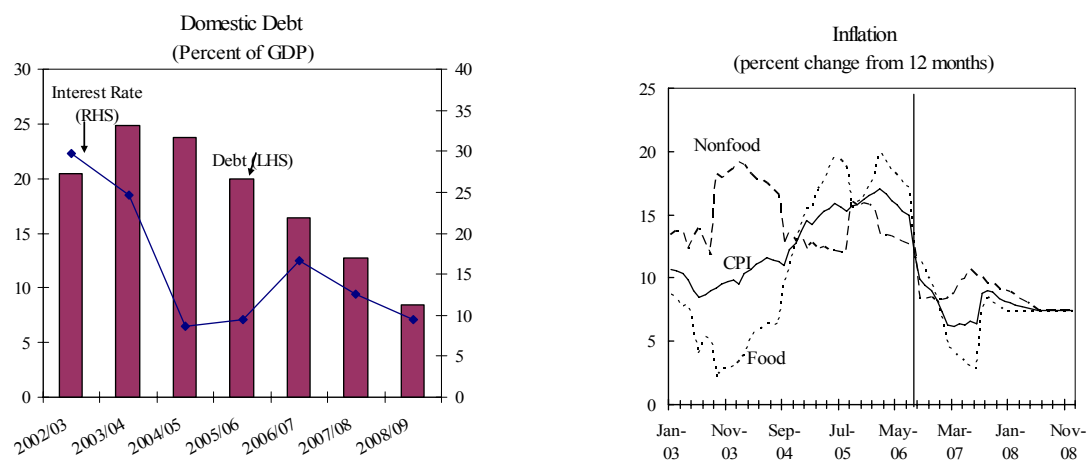 Domestic Debt
(Percent of GDP)
30
25
20
15
10
5
0
40
35
30
25
20
15
10
5
0
Interest Rate
(RHS)
Debt (LHS)
2002/03
2003/04
2004/05
2005/06
2006/07
2007/08
2008/09
Inflation
(percent change from 12 months)
25
20
15
10
5
0
Nonfood
CPI
Food
Jan-
03
Nov-
03
Sep-
04
Jul-
05
May-
06
Mar-
07
Jan-
08
Nov-
08